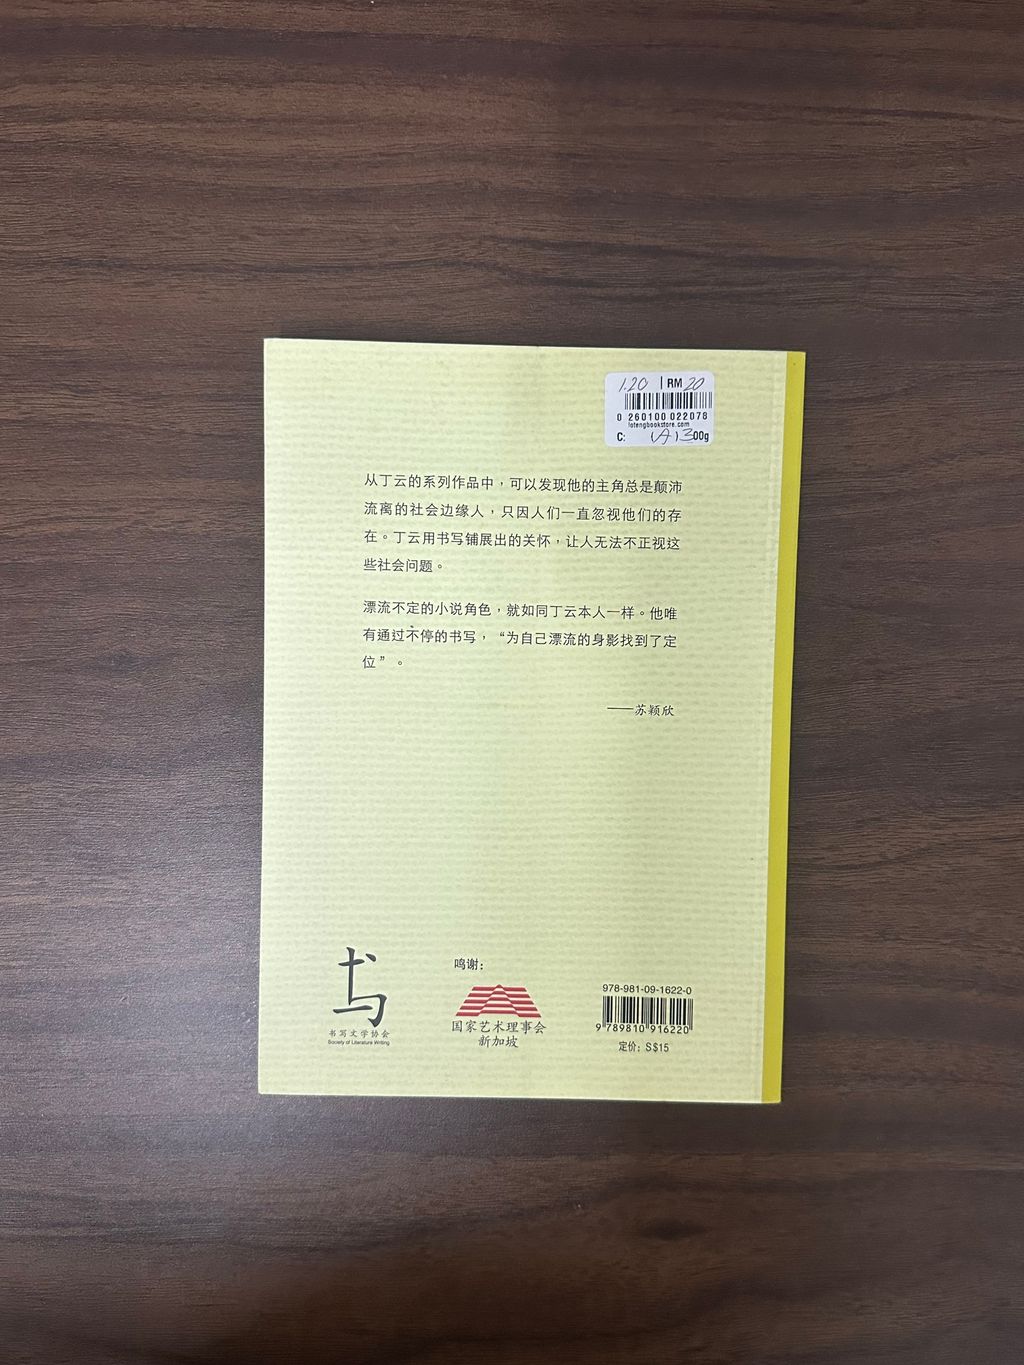 1.20 | RM 20
0 260100 022078
fatengbookstore.com
C: 00g
从丁云的系列作品中，可以发现他的主角总是颠沛
流离的社会边缘人，只因人们一直忽视他们的存
在。丁云用书写铺展出的关怀，让人无法不正视这
些社会问题。
漂流不定的小说角色，就如同丁云本人一样。他唯
有通过不停的书写，“为自己漂流的身影找到了定
位”。
——苏颖欣
书
书写文学协会
Society of Literature Writing
鸣谢：
国家艺术理事会
新加坡
978-981-09-1622-0
9 789810 916220
定价：S$15